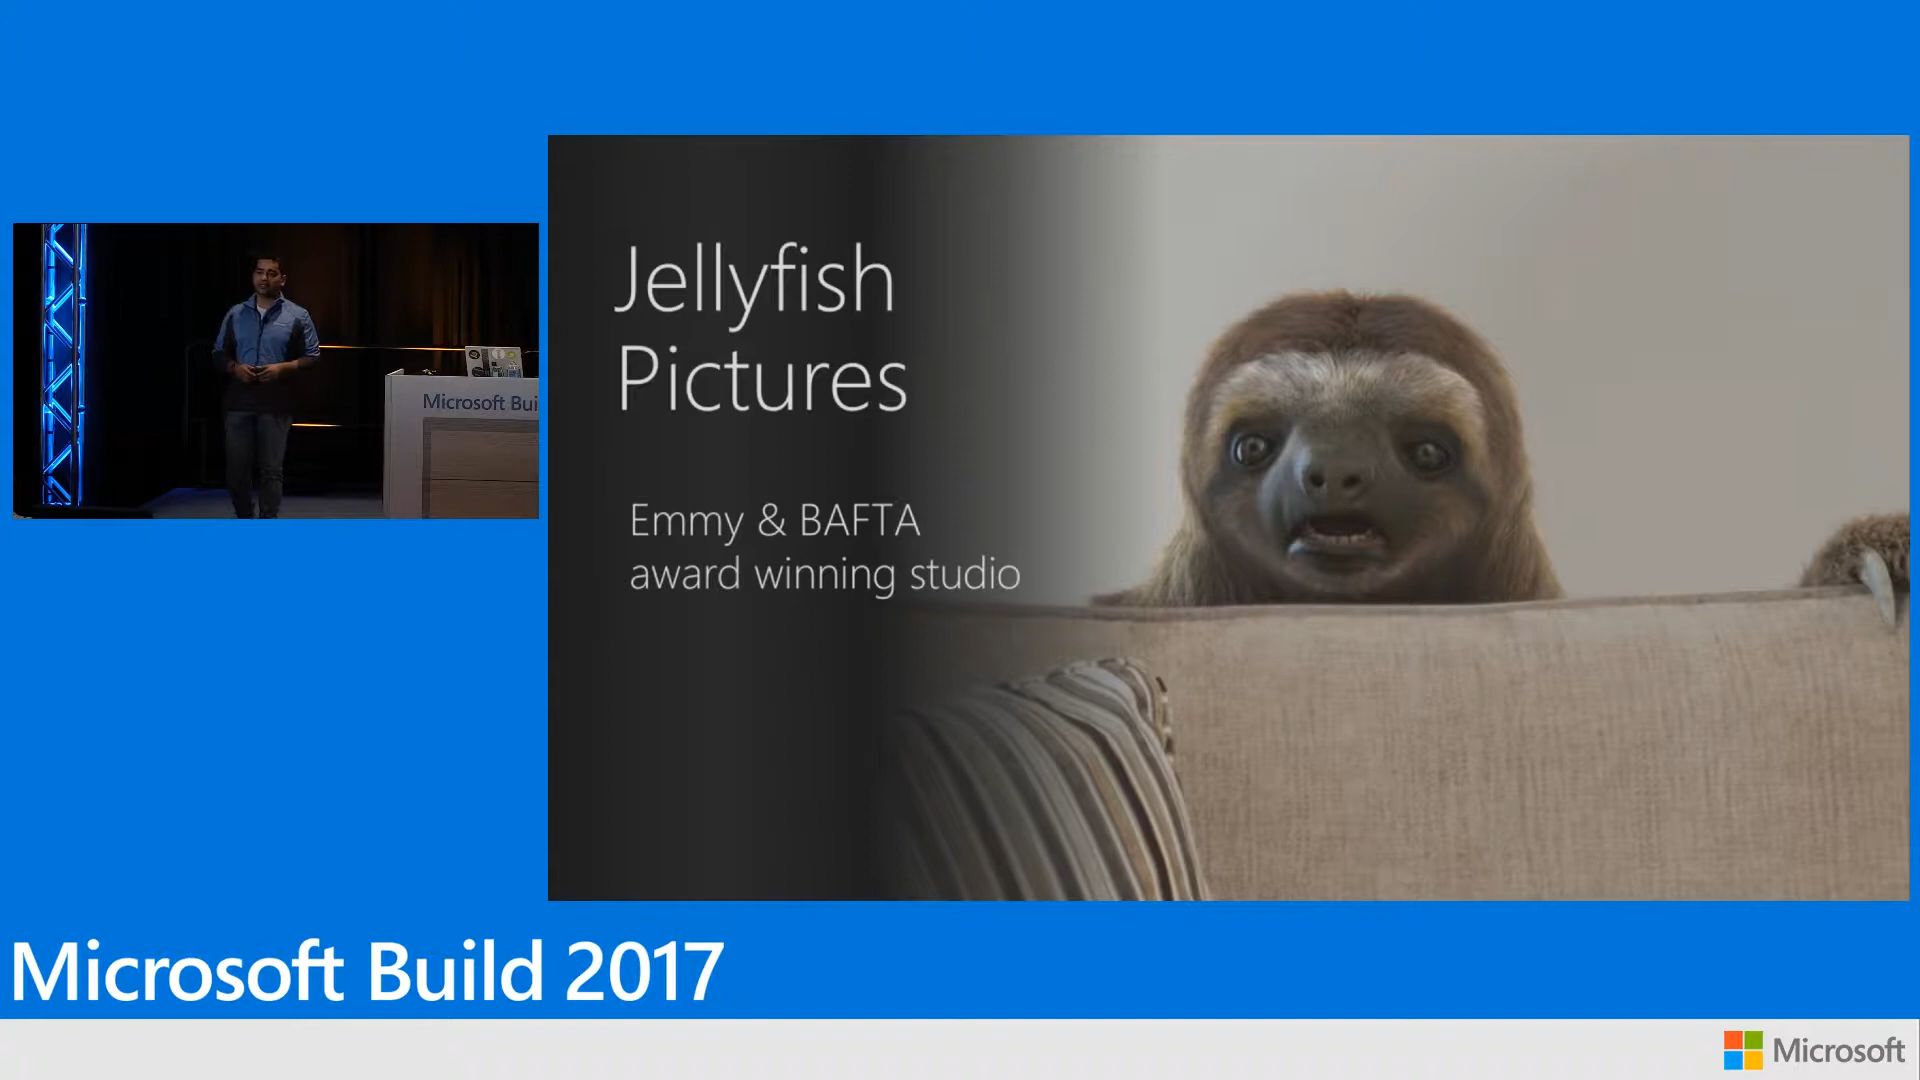 Jellyfish
Pictures
Emmy & BAFTA
award winning studio
Microsoft Bui
Microsoft Build 2017
Microsoft